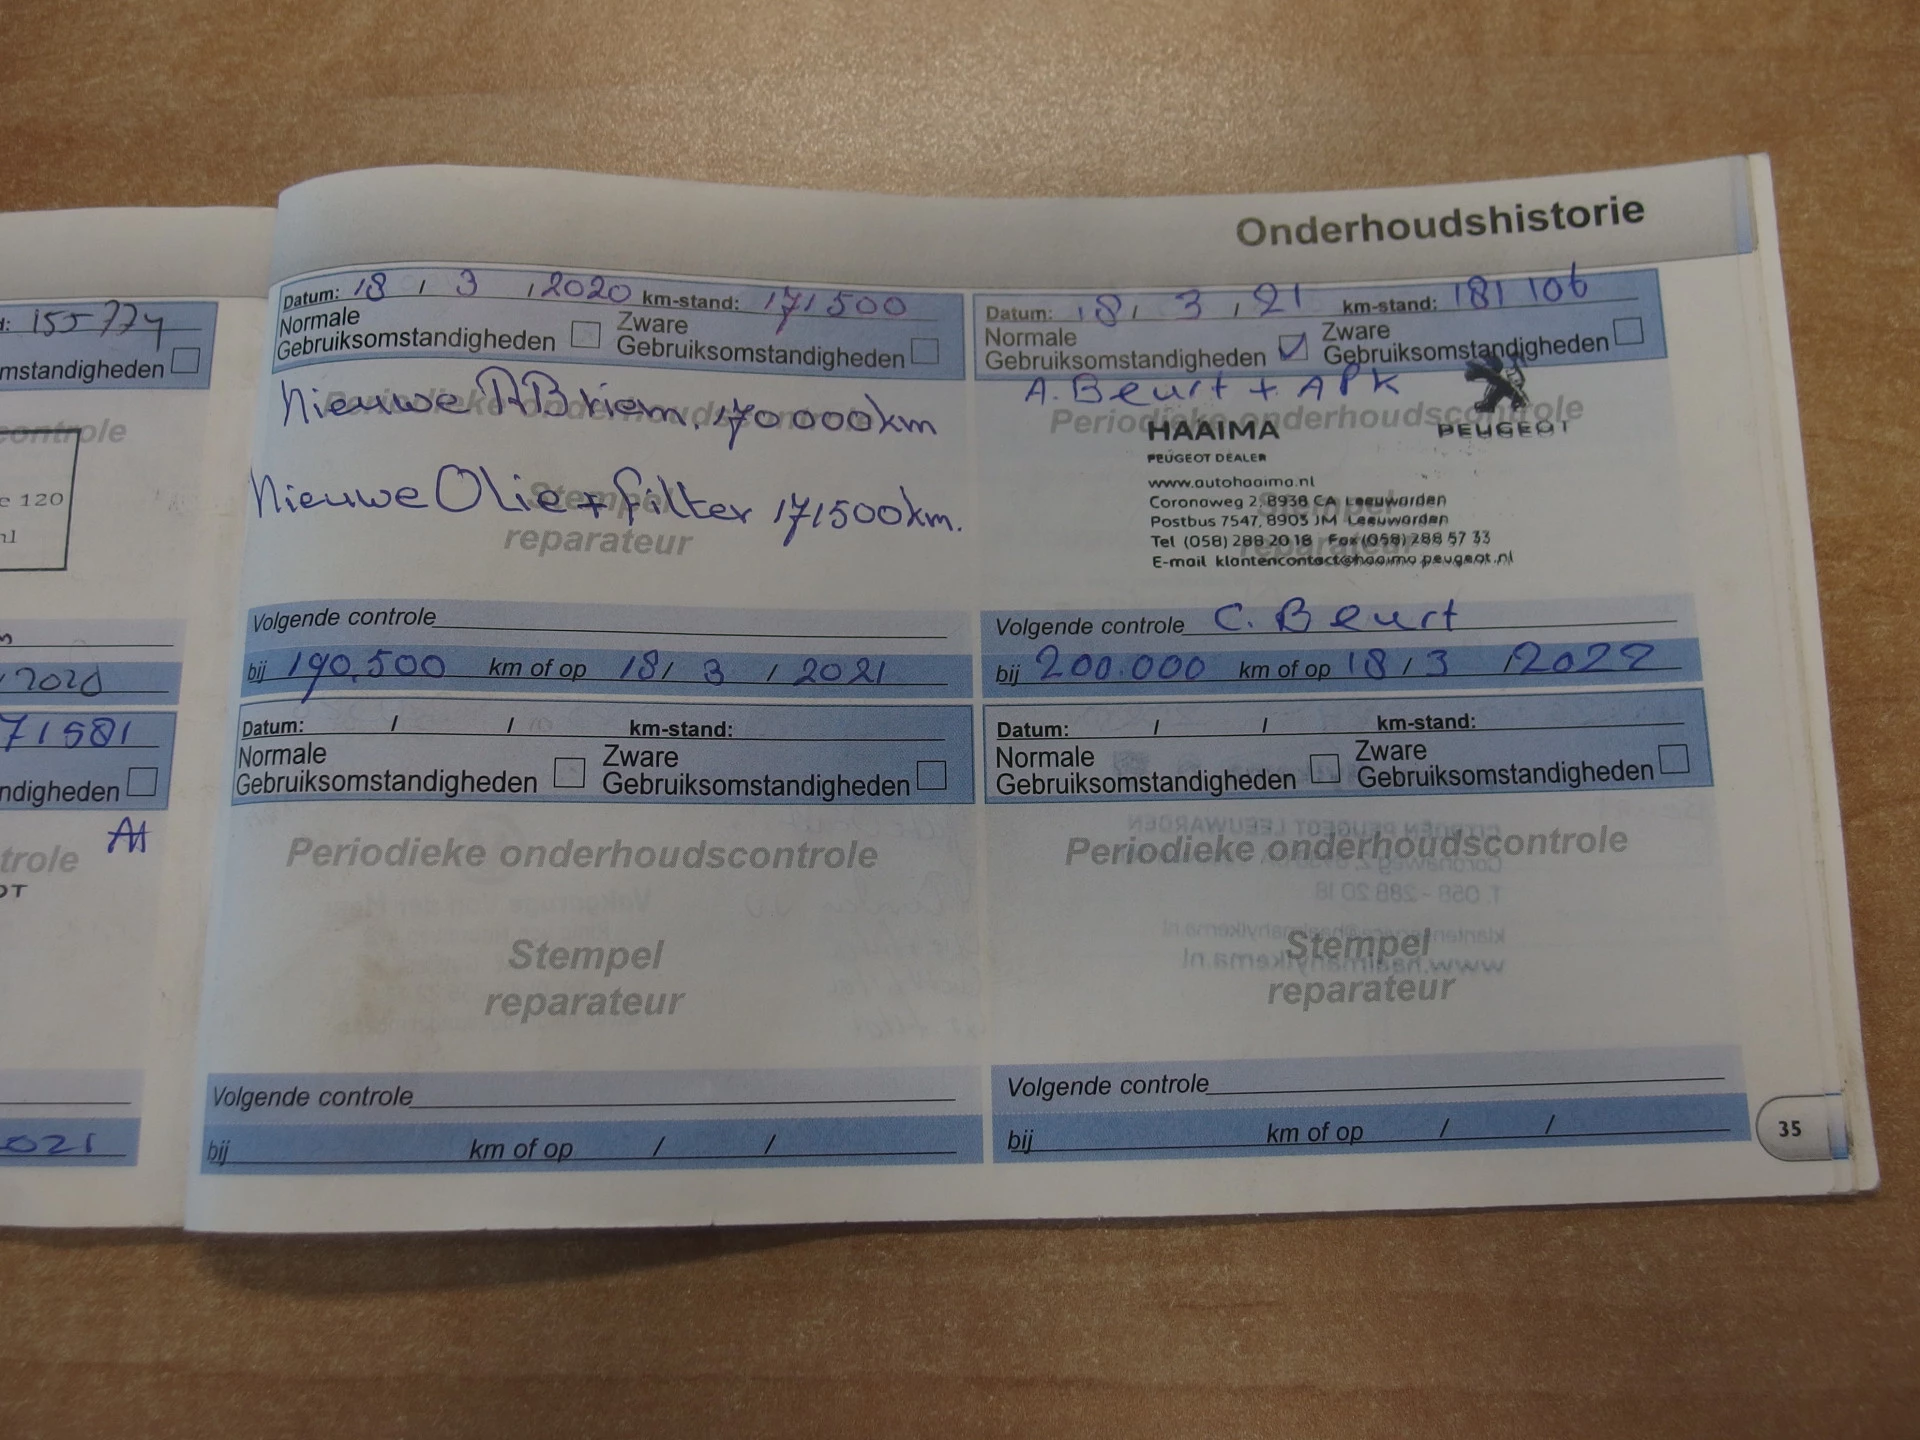 Onderhoudshistorie
d: 155774
mstandigheden
controle
e 120
nl
2020
71581
ndigheden
A1
trole
OT
021
Datum: 18 / 3 / 2020 km-stand: 171500
Normale Gebruiksomstandigheden Zware Gebruiksomstandigheden
Periodieke onderhoudscontrole
Nieuwe RBriem. 170000km
Nieuwe Olie + filter 171500km.
Stempel
reparateur
Volgende controle
bij 190.500 km of op 18 / 3 / 2021
Datum: 18 / 3 / 21 km-stand: 181 106
Normale Gebruiksomstandigheden Zware Gebruiksomstandigheden
A. Beurt + APK
Periodieke onderhoudscontrole
HAAIMA PEUGEOT
PEUGEOT DEALER
www.autohaaima.nl
Coronaweg 2, 8938 CA Leeuwarden
Postbus 7547, 8903 JM Leeuwarden
Tel (058) 288 20 18 Fax (058) 288 57 33
E-mail klantencontact@haaima.peugeot.nl
Stempel
reparateur
Volgende controle C. Beurt
bij 200.000 km of op 18 / 3 / 2022
Datum: / / km-stand:
Normale Gebruiksomstandigheden Zware Gebruiksomstandigheden
Periodieke onderhoudscontrole
Stempel
reparateur
Volgende controle
bij km of op / /
Datum: / / km-stand:
Normale Gebruiksomstandigheden Zware Gebruiksomstandigheden
Periodieke onderhoudscontrole
Stempel
reparateur
Volgende controle
bij km of op / /
35